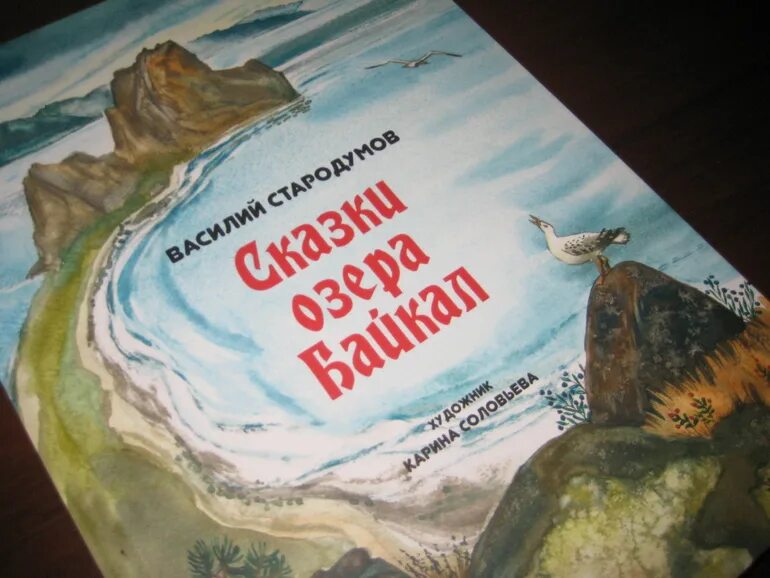 ВАСИЛИЙ СТАРОДУМОВ
Сказки
озера
Байкал
ХУДОЖНИК
КАРИНА СОЛОВЬЕВА